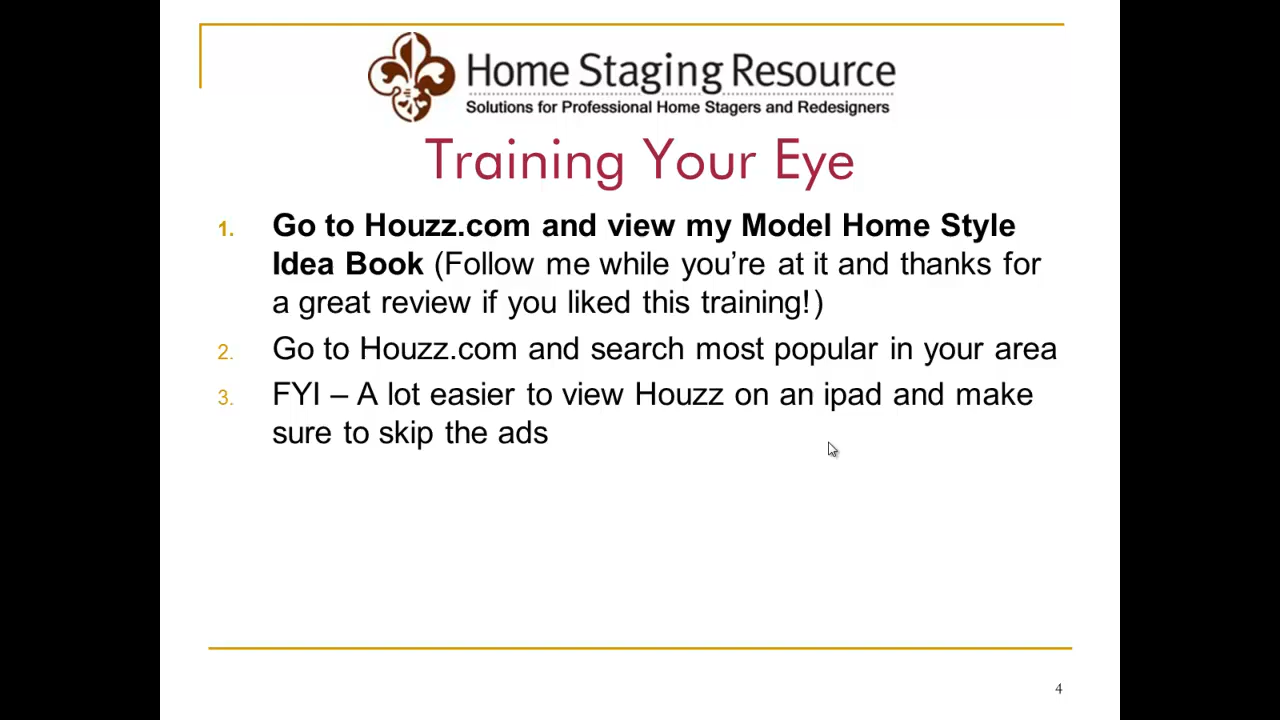 Home Staging Resource
Solutions for Professional Home Stagers and Redesigners
Training Your Eye
1. Go to Houzz.com and view my Model Home Style
Idea Book (Follow me while you’re at it and thanks for
a great review if you liked this training!)
2. Go to Houzz.com and search most popular in your area
3. FYI – A lot easier to view Houzz on an ipad and make
sure to skip the ads
4